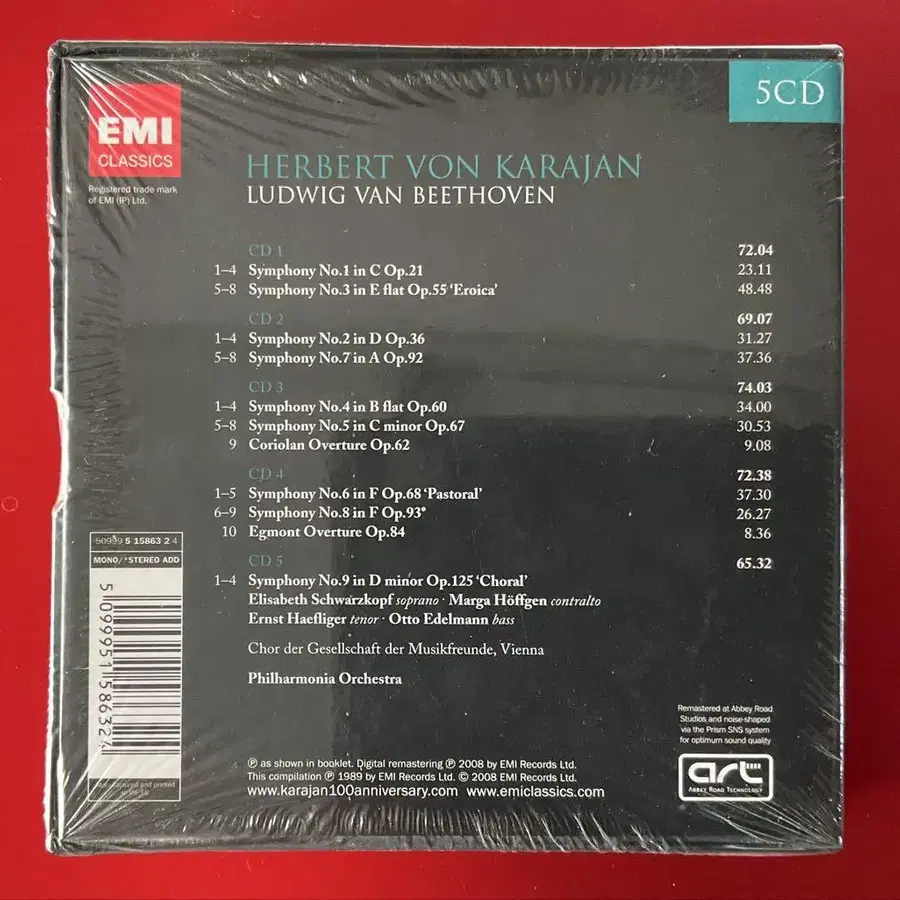 5CD
EMI
CLASSICS
Registered trade mark
of EMI (IP) Ltd.
HERBERT VON KARAJAN
LUDWIG VAN BEETHOVEN
CD 1 72.04
1–4 Symphony No.1 in C Op.21 23.11
5–8 Symphony No.3 in E flat Op.55 ‘Eroica’ 48.48
CD 2 69.07
1–4 Symphony No.2 in D Op.36 31.27
5–8 Symphony No.7 in A Op.92 37.36
CD 3 74.03
1–4 Symphony No.4 in B flat Op.60 34.00
5–8 Symphony No.5 in C minor Op.67 30.53
9 Coriolan Overture Op.62 9.08
CD 4 72.38
1–5 Symphony No.6 in F Op.68 ‘Pastoral’ 37.30
6–9 Symphony No.8 in F Op.93* 26.27
10 Egmont Overture Op.84 8.36
CD 5 65.32
1–4 Symphony No.9 in D minor Op.125 ‘Choral’
Elisabeth Schwarzkopf soprano · Marga Höffgen contralto
Ernst Haefliger tenor · Otto Edelmann bass
Chor der Gesellschaft der Musikfreunde, Vienna
Philharmonia Orchestra
50999 5 15863 2 4
MONO/*STEREO ADD
5 099951 586324
Manufactured and printed
in the EU
Remastered at Abbey Road
Studios and noise-shaped
via the Prism SNS system
for optimum sound quality
art
ABBEY ROAD TECHNOLOGY
℗ as shown in booklet. Digital remastering ℗ 2008 by EMI Records Ltd.
This compilation ℗ 1989 by EMI Records Ltd. © 2008 EMI Records Ltd.
www.karajan100anniversary.com www.emiclassics.com